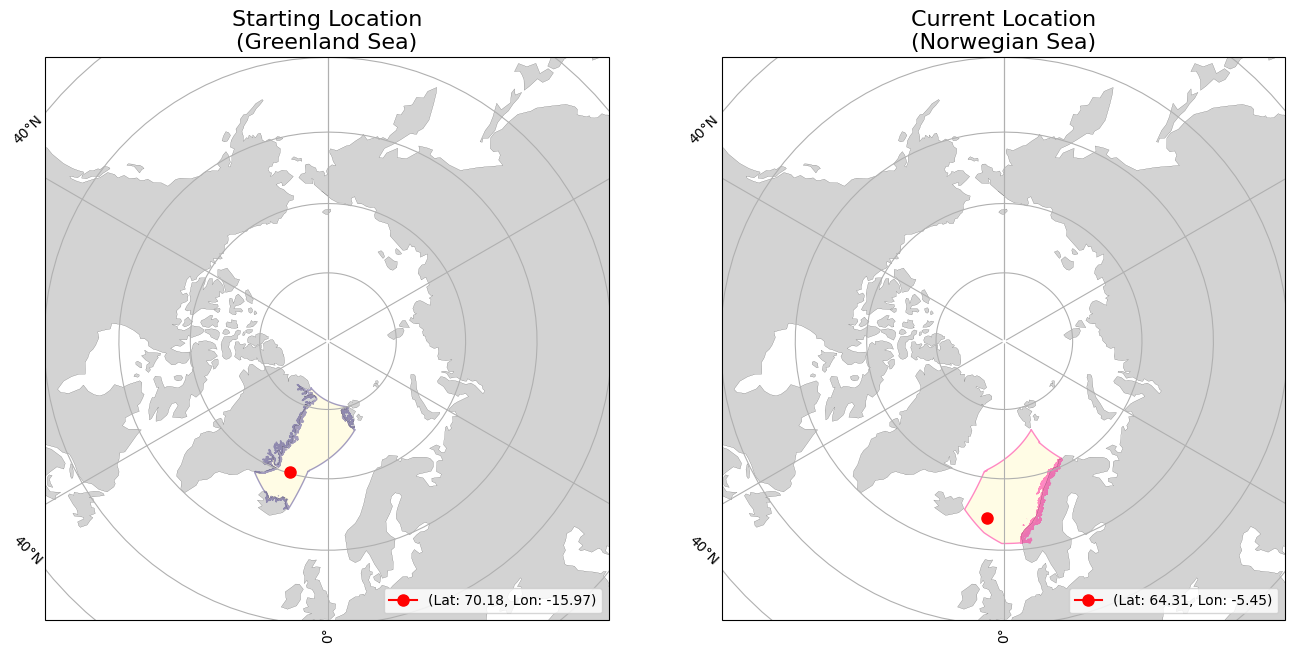 Starting Location
(Greenland Sea)
40°N
40°N
0°
(Lat: 70.18, Lon: -15.97)
Current Location
(Norwegian Sea)
40°N
40°N
0°
(Lat: 64.31, Lon: -5.45)